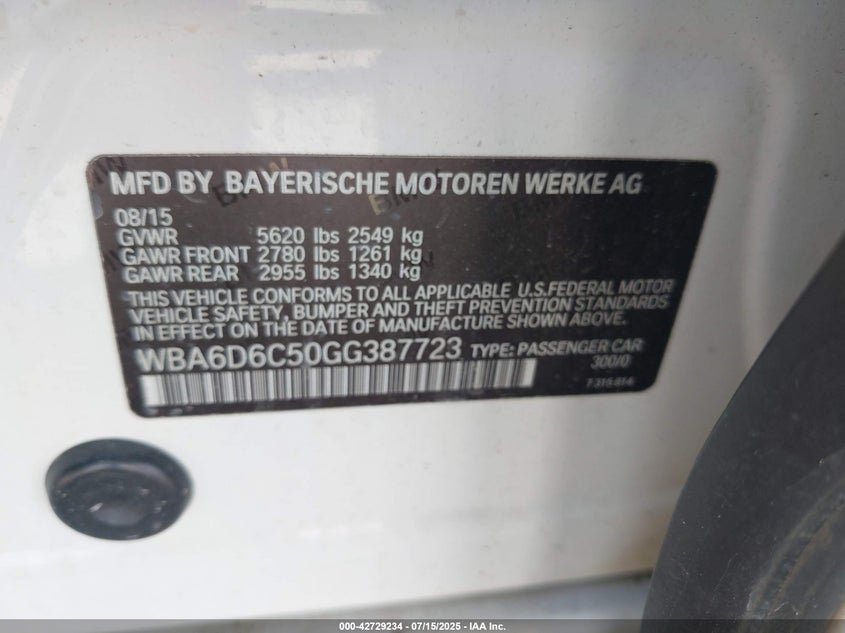 MFD BY BAYERISCHE MOTOREN WERKE AG
08/15
GVWR 5620 lbs 2549 kg
GAWR FRONT 2780 lbs 1261 kg
GAWR REAR 2955 lbs 1340 kg
THIS VEHICLE CONFORMS TO ALL APPLICABLE U.S.FEDERAL MOTOR
VEHICLE SAFETY, BUMPER AND THEFT PREVENTION STANDARDS
IN EFFECT ON THE DATE OF MANUFACTURE SHOWN ABOVE.
WBA6D6C50GG387723 TYPE: PASSENGER CAR
300/0
000-42729234 - 07/15/2025 - IAA Inc.